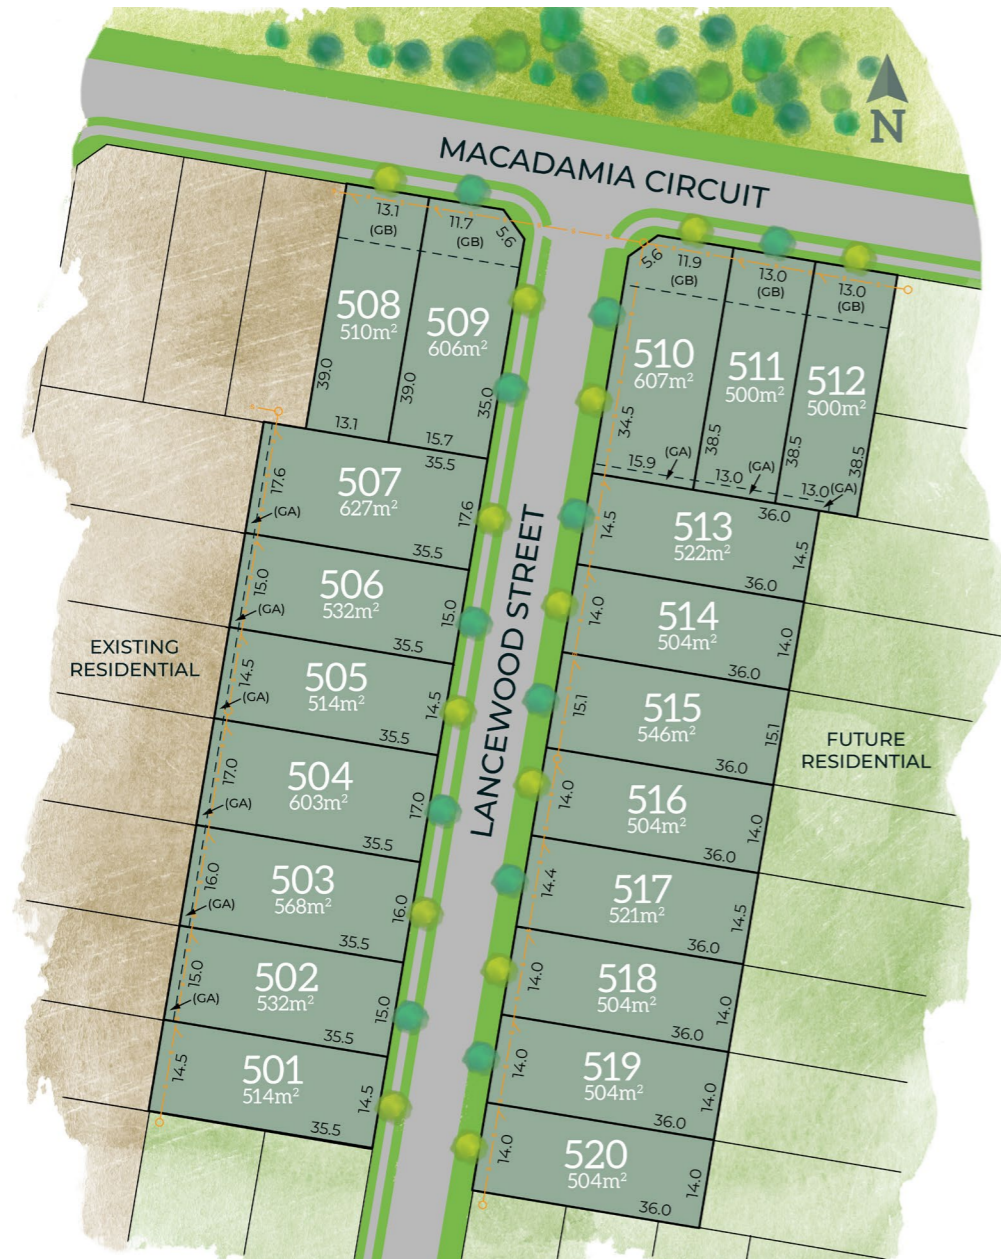 MACADAMIA CIRCUIT
N
13.1
(GB)
11.7
(GB)
5.6
508
510m²
39.0
13.1
509
606m²
39.0
35.0
15.7
5.6
11.9
(GB)
13.0
(GB)
13.0
(GB)
510
607m²
34.5
15.9
(GA)
511
500m²
38.5
13.0
(GA)
512
500m²
38.5
38.5
13.0
(GA)
LANCEWOOD STREET
EXISTING
RESIDENTIAL
FUTURE
RESIDENTIAL
35.5
17.6
507
627m²
17.6
(GA)
35.5
15.0
506
532m²
15.0
(GA)
35.5
14.5
505
514m²
14.5
(GA)
35.5
17.0
504
603m²
17.0
(GA)
16.0
503
568m²
16.0
(GA)
35.5
15.0
502
532m²
15.0
(GA)
35.5
14.5
501
514m²
14.5
35.5
36.0
14.5
513
522m²
14.5
36.0
14.0
514
504m²
14.0
36.0
15.1
515
546m²
15.1
36.0
14.0
516
504m²
14.0
36.0
14.4
517
521m²
14.5
36.0
14.0
518
504m²
14.0
36.0
14.0
519
504m²
14.0
36.0
14.0
520
504m²
14.0
36.0